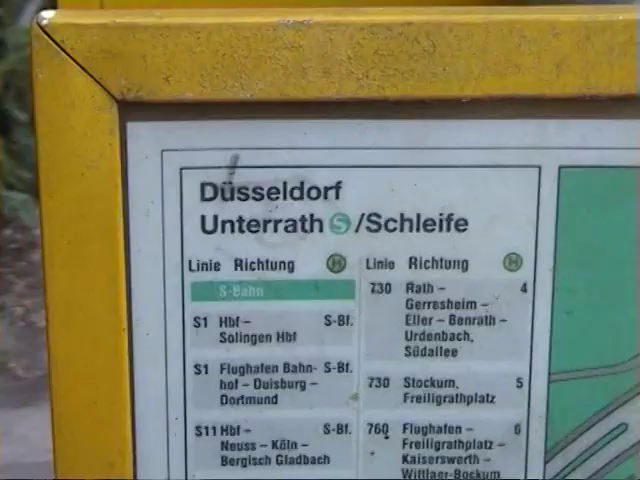 Düsseldorf
Unterrath S /Schleife
Linie Richtung H
S-Bahn
S1 Hbf – S-Bf.
Solingen Hbf
S1 Flughafen Bahn- S-Bf.
hof – Duisburg –
Dortmund
S11 Hbf – S-Bf.
Neuss – Köln –
Bergisch Gladbach
Linie Richtung H
730 Rath – 4
Gerresheim –
Eller – Benrath –
Urdenbach,
Südallee
730 Stockum, 5
Freiligrathplatz
760 Flughafen – 6
Freiligrathplatz –
Kaiserswerth –
Wittlaer-Bockum